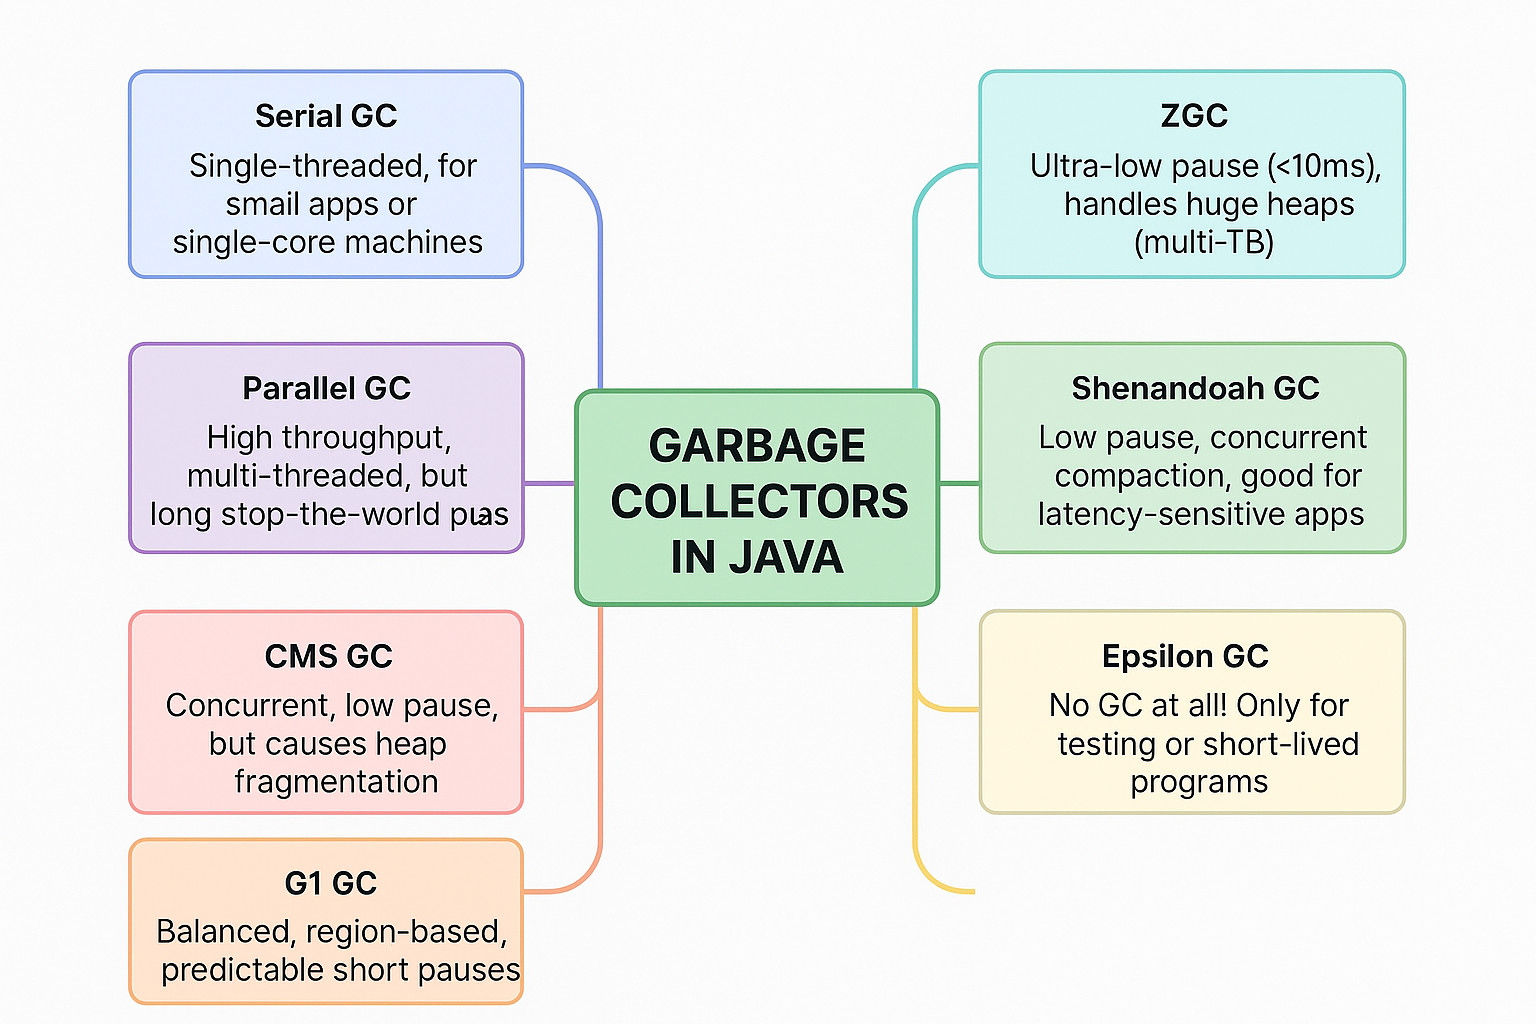 Serial GC
Single-threaded, for
smail apps or
single-core machines
Parallel GC
High throughput,
multi-threaded, but
long stop-the-world
CMS GC
Concurrent, low pause,
but causes heap
fragmentation
G1 GC
Balanced, region-based,
predictable short pauses
GARBAGE
COLLECTORS
IN JAVA
ZGC
Ultra-low pause (<10ms),
handles huge heaps
(multi-TB)
Shenandoah GC
Low pause, concurrent
compaction, good for
latency-sensitive apps
Epsilon GC
No GC at all! Only for
testing or short-lived
programs